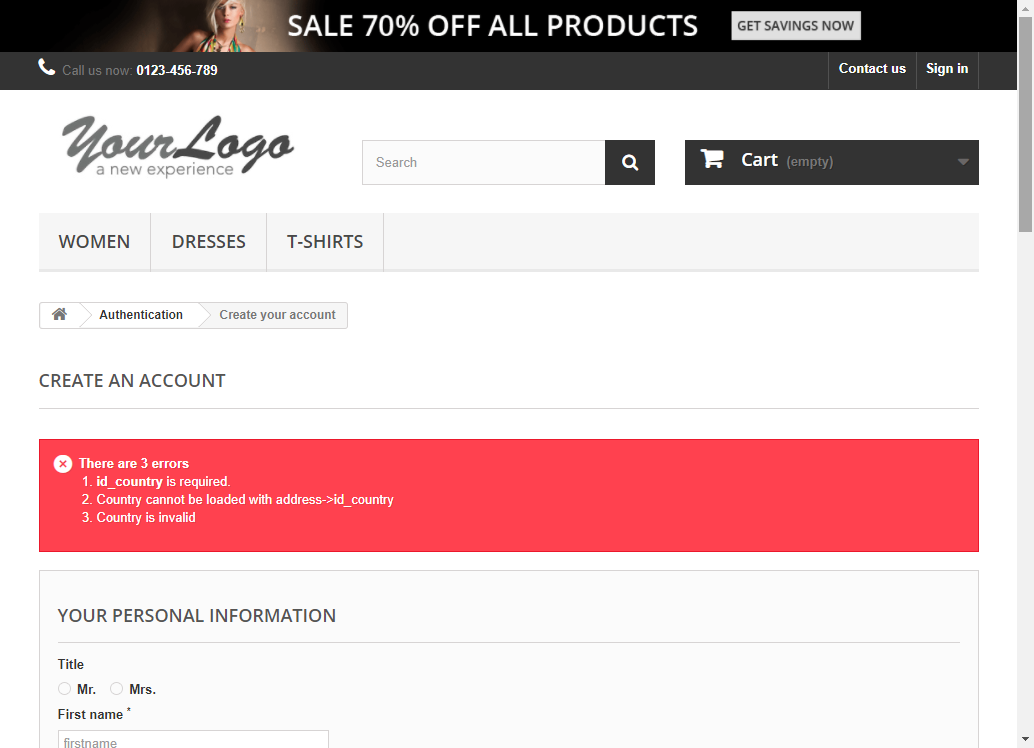 SALE 70% OFF ALL PRODUCTS GET SAVINGS NOW
Call us now: 0123-456-789 Contact us Sign in
YourLogo
a new experience
Search
Cart (empty)
WOMEN DRESSES T-SHIRTS
Authentication Create your account
CREATE AN ACCOUNT
There are 3 errors
1. id_country is required.
2. Country cannot be loaded with address->id_country
3. Country is invalid
YOUR PERSONAL INFORMATION
Title
Mr. Mrs.
First name *
firstname